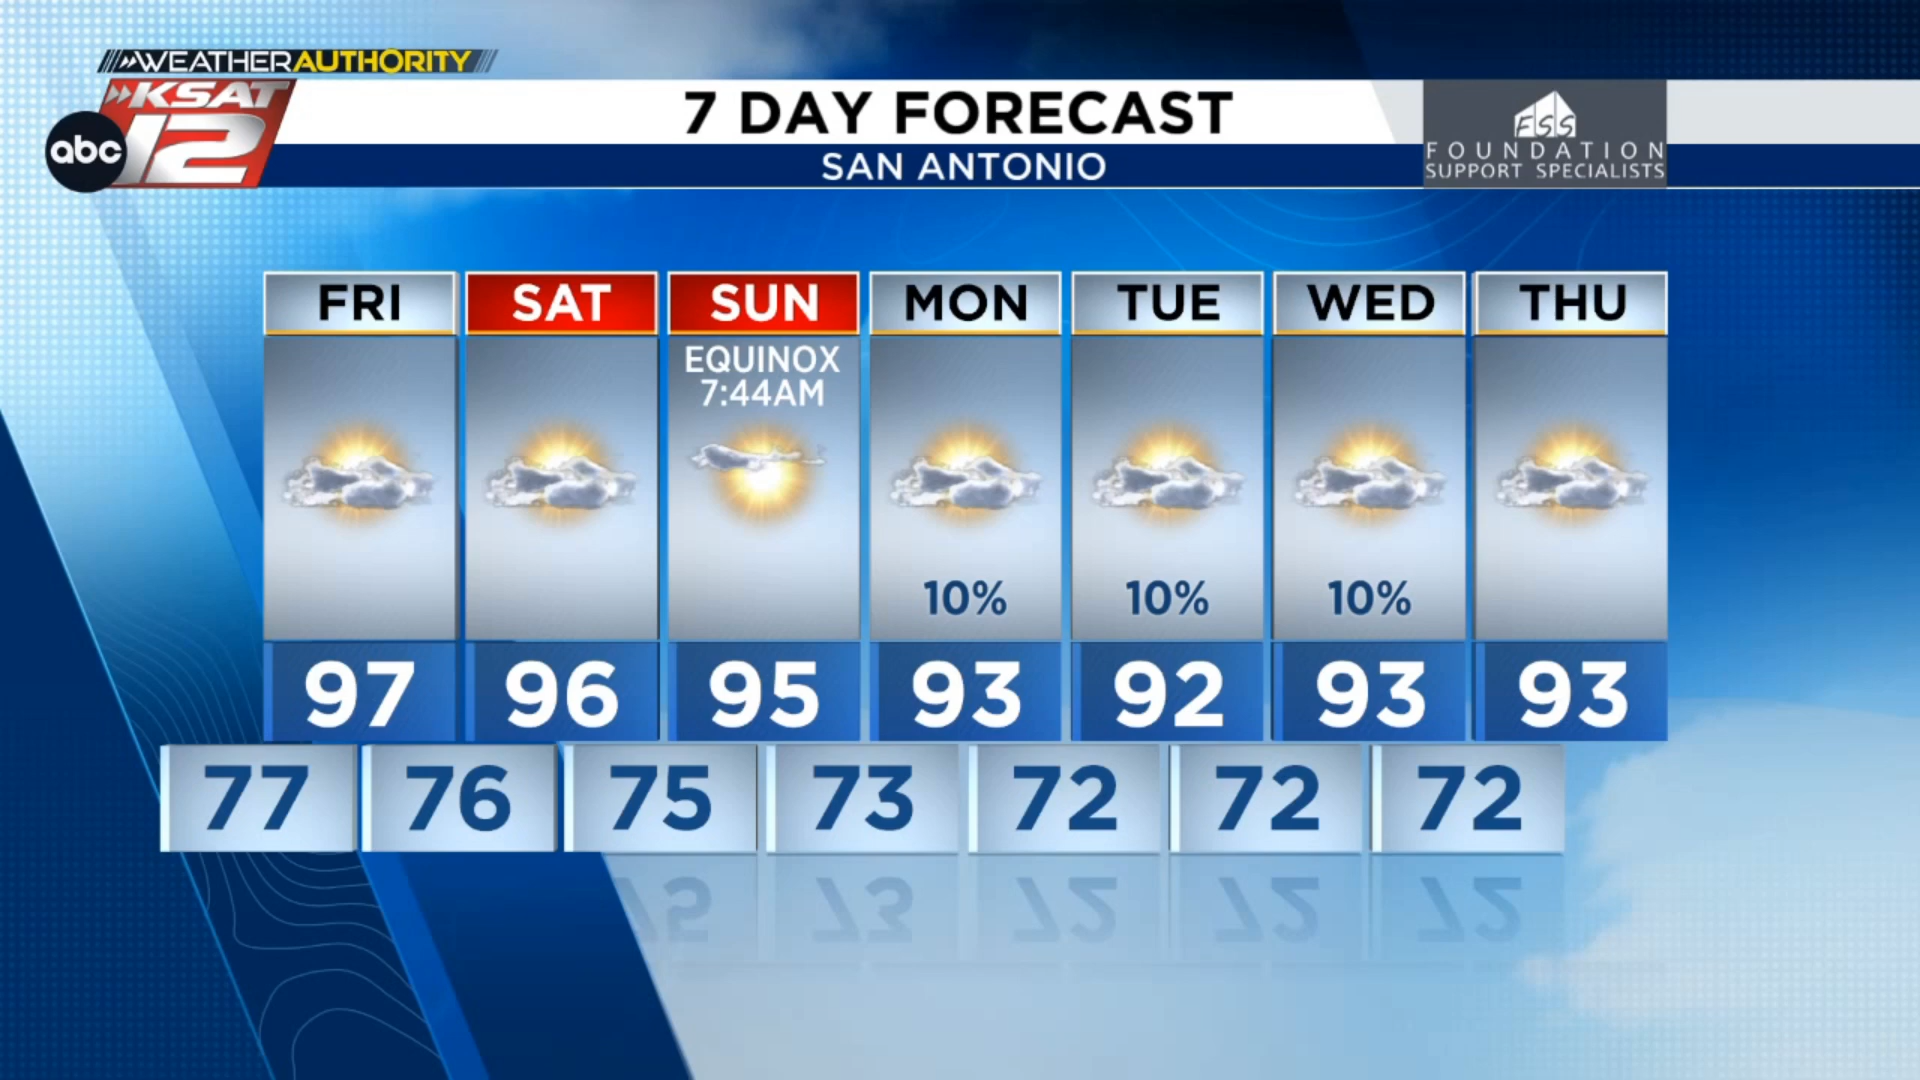 WEATHERAUTHORITY
KSAT
12
abc
7 DAY FORECAST
SAN ANTONIO
FSS
FOUNDATION
SUPPORT SPECIALISTS
FRI SAT SUN MON TUE WED THU
EQUINOX
7:44AM
10% 10% 10%
97 96 95 93 92 93 93
77 76 75 73 72 72 72